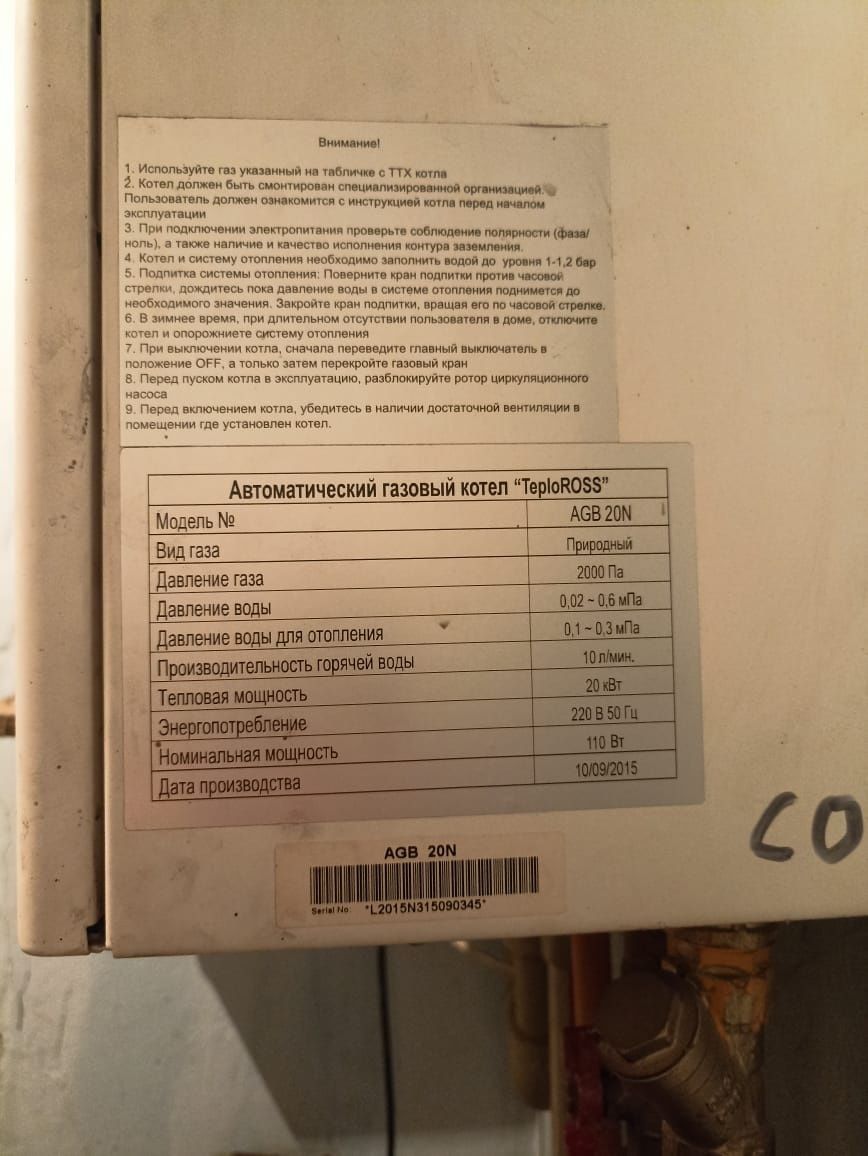 Внимание!
1. Используйте газ указанный на табличке с ТТХ котла
2. Котел должен быть смонтирован специализированной организацией.
Пользователь должен ознакомится с инструкцией котла перед началом
эксплуатации
3. При подключении электропитания проверьте соблюдение полярности (фаза/
ноль), а также наличие и качество исполнения контура заземления.
4. Котел и систему отопления необходимо заполнить водой до уровня 1-1,2 бар
5. Подпитка системы отопления: Поверните кран подпитки против часовой
стрелки, дождитесь пока давление воды в системе отопления поднимется до
необходимого значения. Закройте кран подпитки, вращая его по часовой стрелке.
6. В зимнее время, при длительном отсутствии пользователя в доме, отключите
котел и опорожниете систему отопления
7. При выключении котла, сначала переведите главный выключатель в
положение OFF, а только затем перекройте газовый кран
8. Перед пуском котла в эксплуатацию, разблокируйте ротор циркуляционного
насоса
9. Перед включением котла, убедитесь в наличии достаточной вентиляции в
помещении где установлен котел.
Автоматический газовый котел “TeploROSS”
Модель № AGB 20N
Вид газа Природный
Давление газа 2000 Па
Давление воды 0,02 ~ 0,6 мПа
Давление воды для отопления 0,1 ~ 0,3 мПа
Производительность горячей воды 10 л/мин.
Тепловая мощность 20 кВт
Энергопотребление 220 В 50 Гц
Номинальная мощность 110 Вт
Дата производства 10/09/2015
СО
AGB 20N
Serial No: *L2015N315090345*